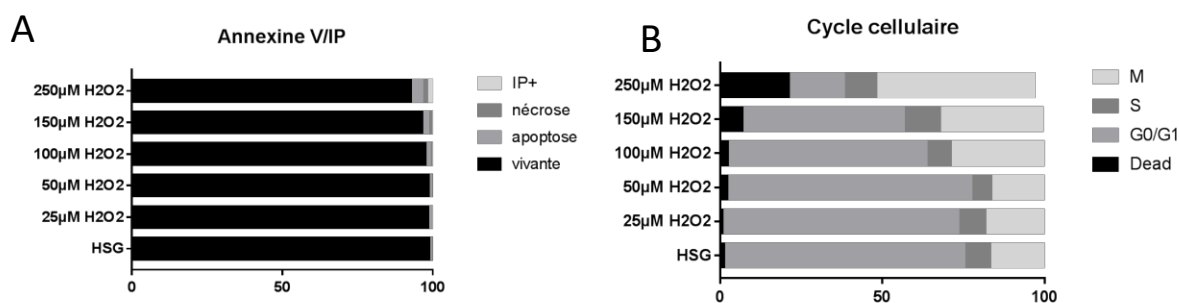 A
Annexine V/IP
250µM H2O2
150µM H2O2
100µM H2O2
50µM H2O2
25µM H2O2
HSG
0
50
100
IP+
nécrose
apoptose
vivante
B
Cycle cellulaire
250µM H2O2
150µM H2O2
100µM H2O2
50µM H2O2
25µM H2O2
HSG
0
50
100
M
S
G0/G1
Dead